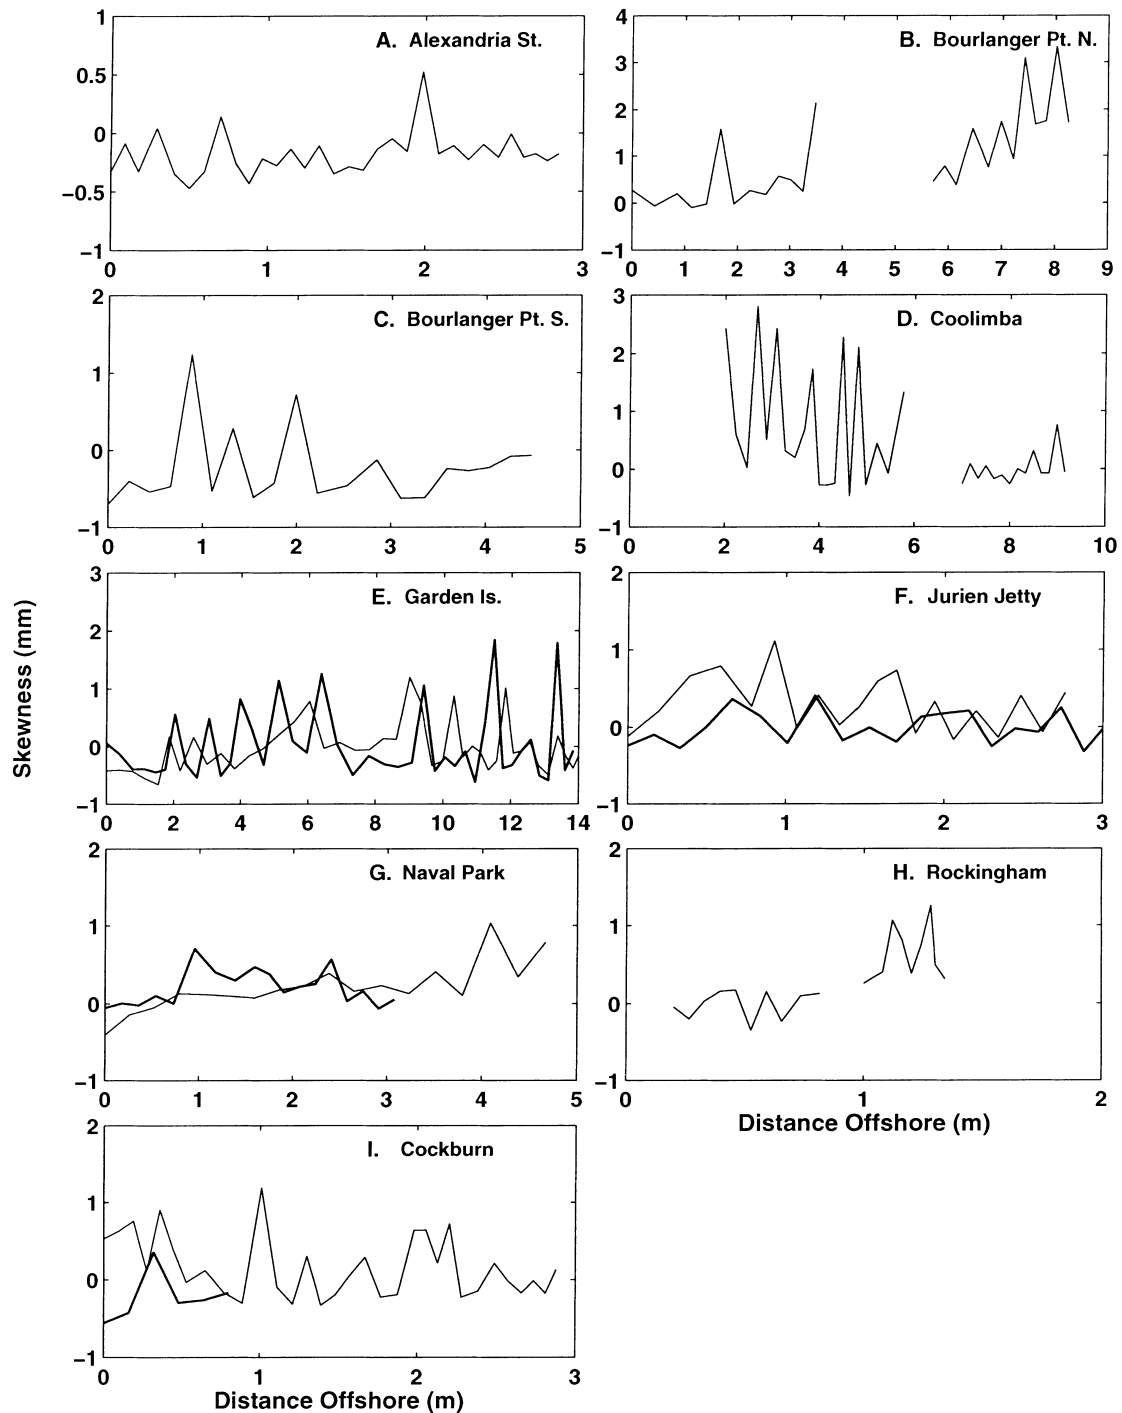 A. Alexandria St.
1
0.5
0
−0.5
−1
0 1 2 3
B. Bourlanger Pt. N.
4
3
2
1
0
−1
0 1 2 3 4 5 6 7 8 9
C. Bourlanger Pt. S.
2
1
0
−1
0 1 2 3 4 5
D. Coolimba
3
2
1
0
−1
0 2 4 6 8 10
Skewness (mm)
E. Garden Is.
3
2
1
0
−1
0 2 4 6 8 10 12 14
F. Jurien Jetty
2
1
0
−1
0 1 2 3
G. Naval Park
2
1
0
−1
0 1 2 3 4 5
H. Rockingham
2
1
0
−1
0 1 2
Distance Offshore (m)
I. Cockburn
2
1
0
−1
0 1 2 3
Distance Offshore (m)